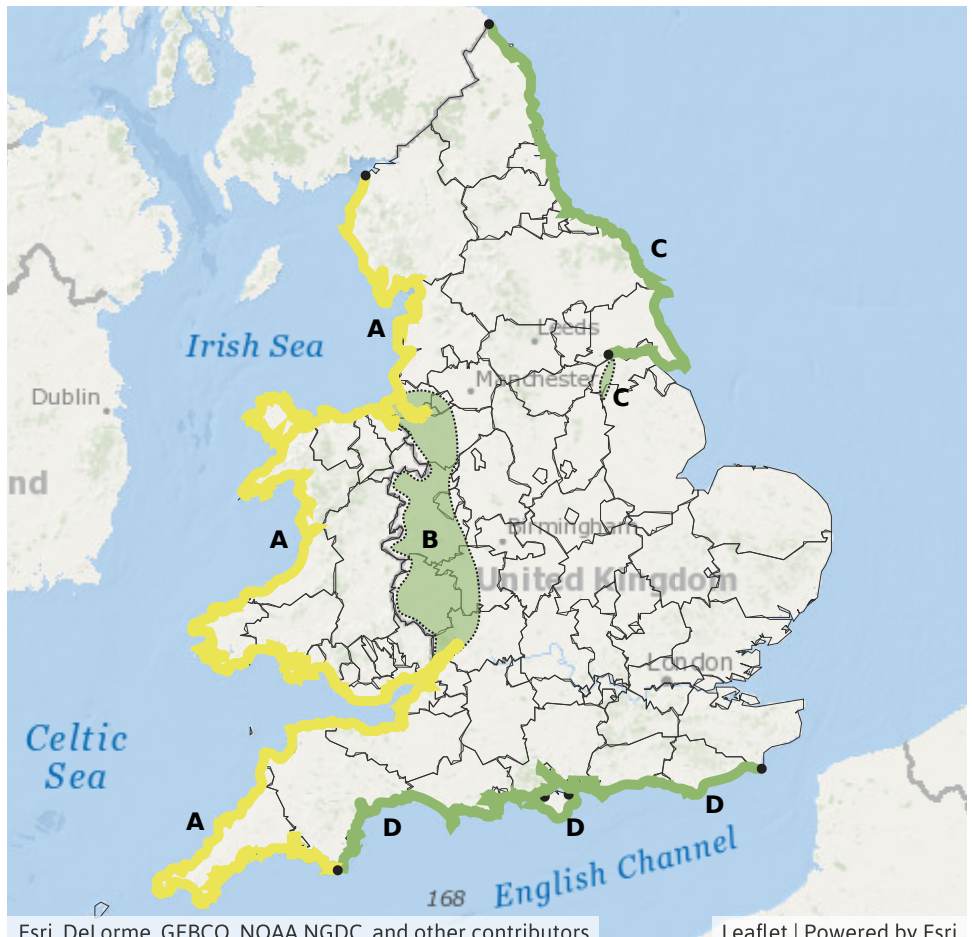 C
Leeds
Irish Sea
A
Manchester
C
Dublin
nd
Birmingham
A
B
United Kingdom
London
Celtic
Sea
D
A
D
D
English Channel
168
Esri, DeLorme, GEBCO, NOAA NGDC, and other contributors
Leaflet | Powered by Esri